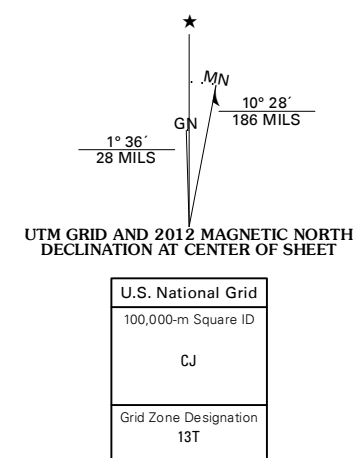 ★
MN
10° 28´
186 MILS
GN
1° 36´
28 MILS
UTM GRID AND 2012 MAGNETIC NORTH
DECLINATION AT CENTER OF SHEET
U.S. National Grid
100,000-m Square ID
CJ
Grid Zone Designation
13T